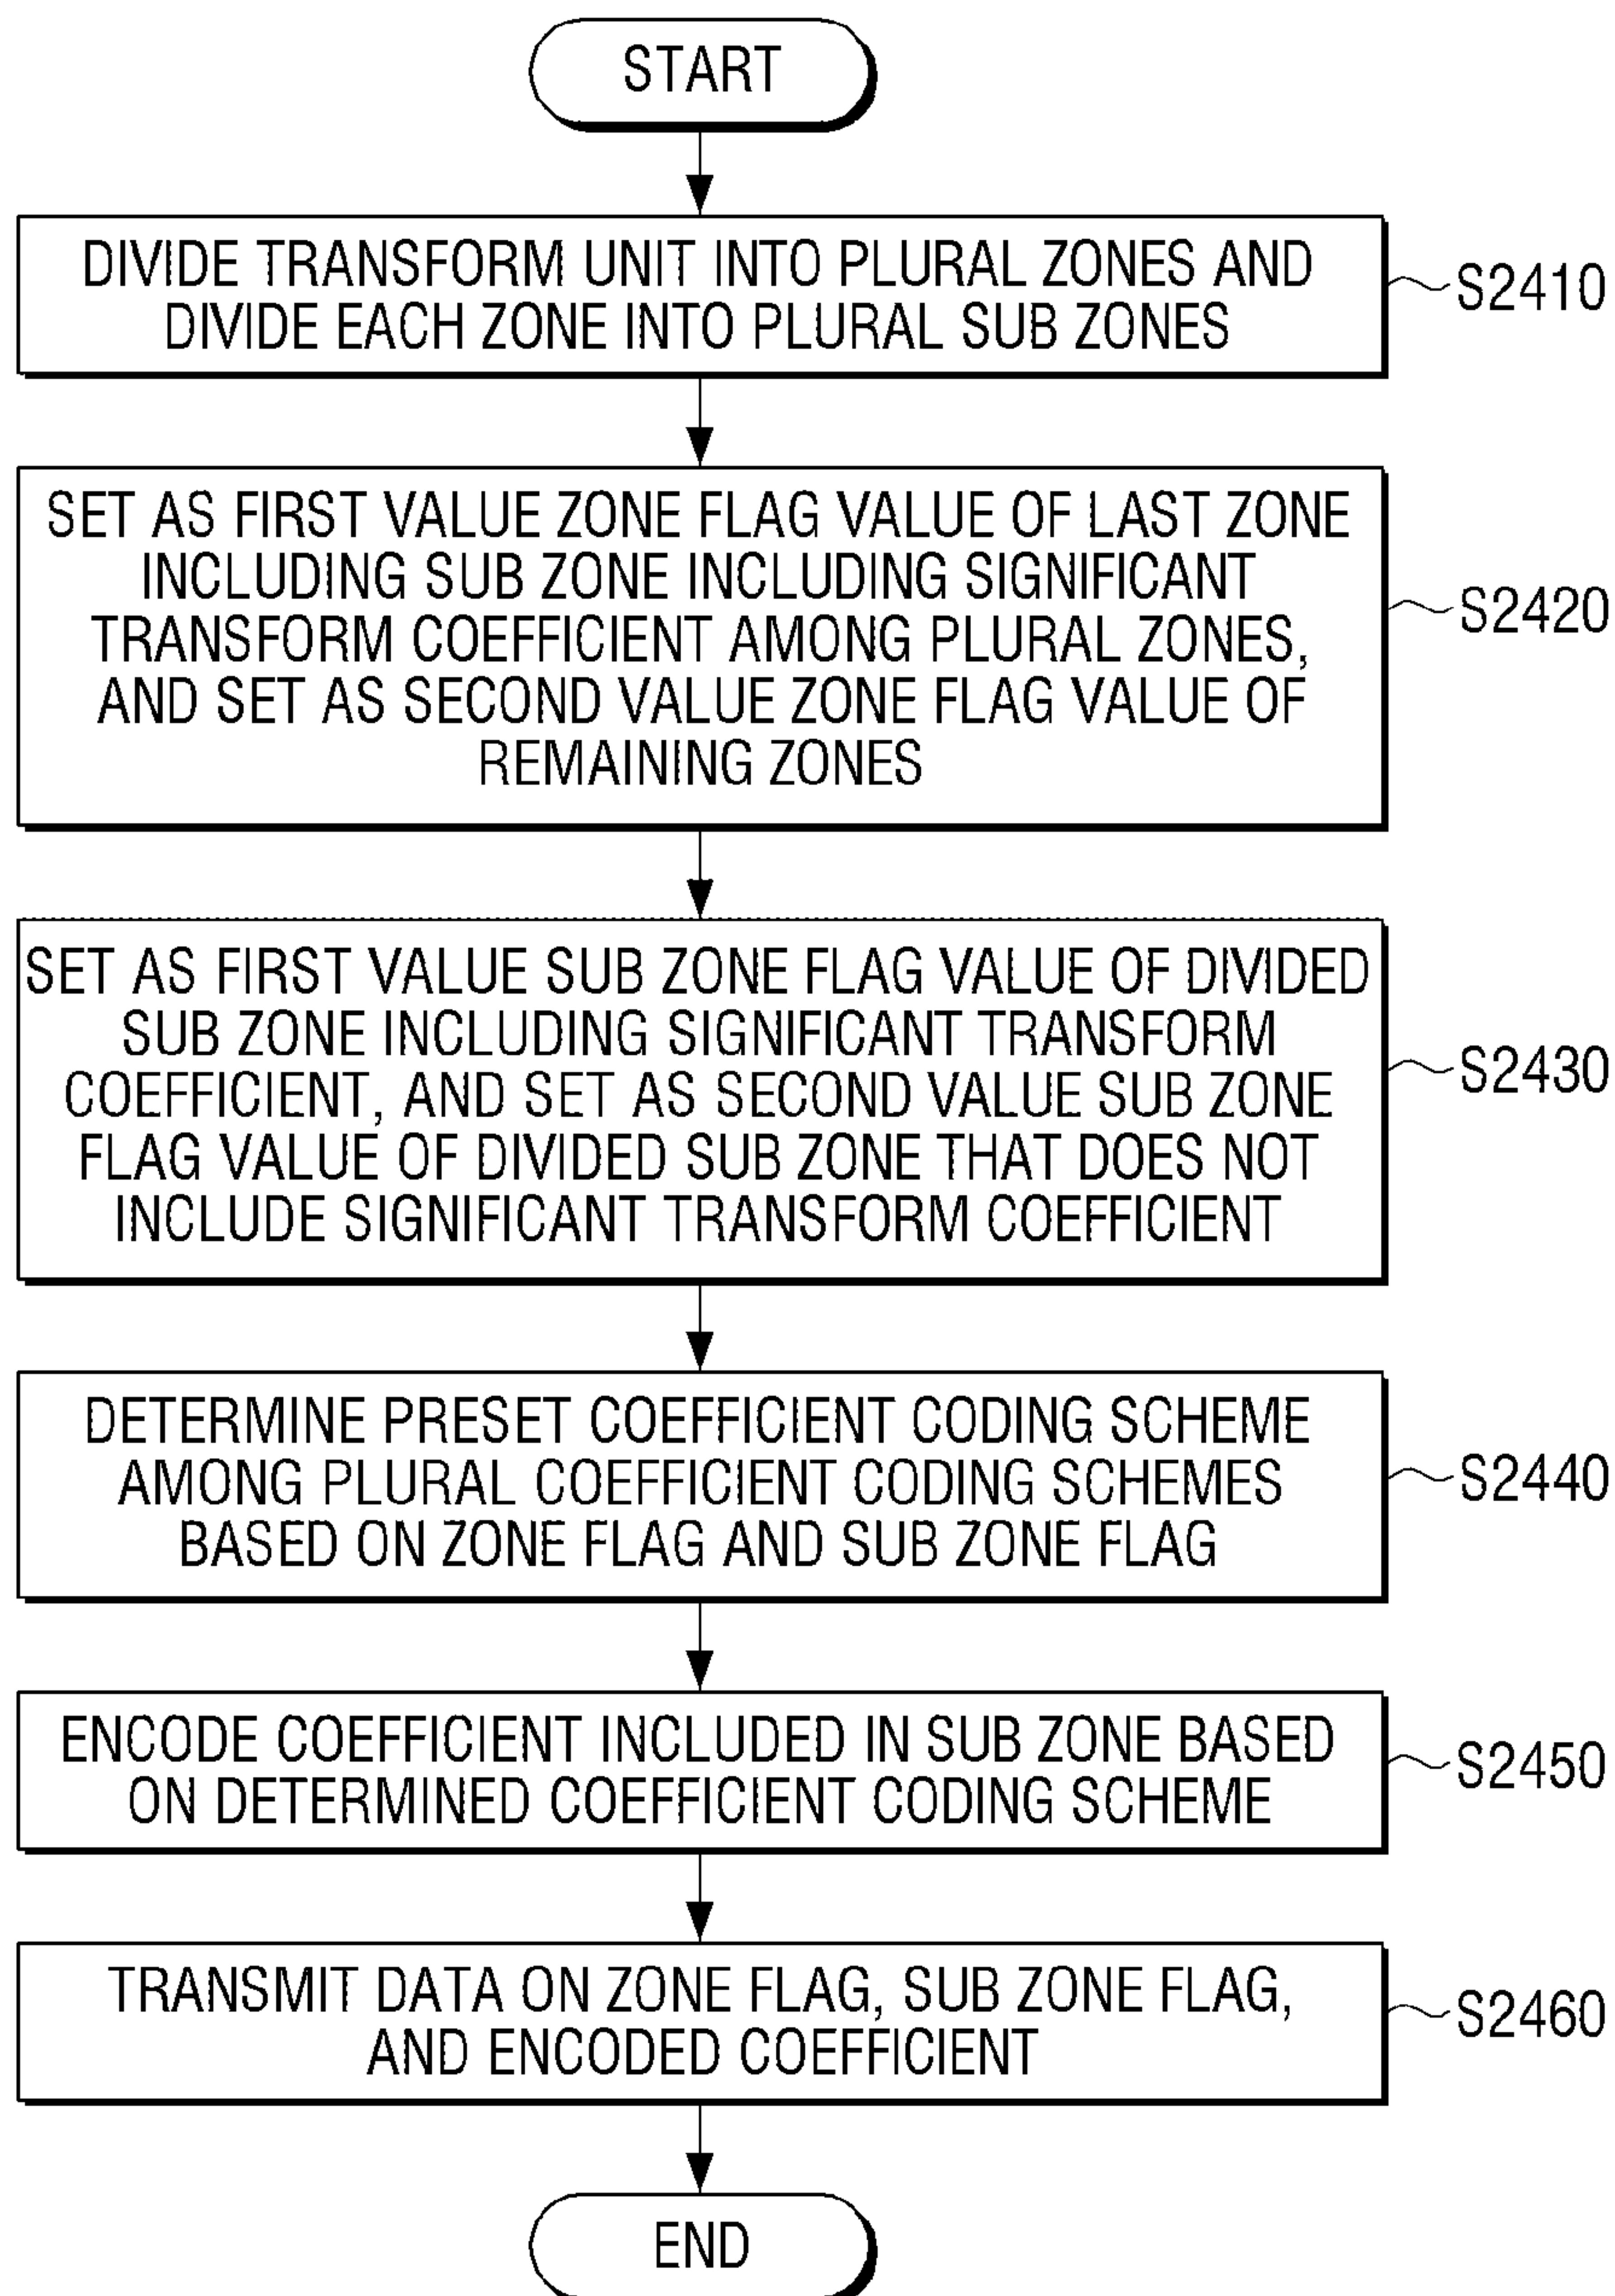 START
DIVIDE TRANSFORM UNIT INTO PLURAL ZONES AND
DIVIDE EACH ZONE INTO PLURAL SUB ZONES
S2410
SET AS FIRST VALUE ZONE FLAG VALUE OF LAST ZONE
INCLUDING SUB ZONE INCLUDING SIGNIFICANT
TRANSFORM COEFFICIENT AMONG PLURAL ZONES,
AND SET AS SECOND VALUE ZONE FLAG VALUE OF
REMAINING ZONES
S2420
SET AS FIRST VALUE SUB ZONE FLAG VALUE OF DIVIDED
SUB ZONE INCLUDING SIGNIFICANT TRANSFORM
COEFFICIENT, AND SET AS SECOND VALUE SUB ZONE
FLAG VALUE OF DIVIDED SUB ZONE THAT DOES NOT
INCLUDE SIGNIFICANT TRANSFORM COEFFICIENT
S2430
DETERMINE PRESET COEFFICIENT CODING SCHEME
AMONG PLURAL COEFFICIENT CODING SCHEMES
BASED ON ZONE FLAG AND SUB ZONE FLAG
S2440
ENCODE COEFFICIENT INCLUDED IN SUB ZONE BASED
ON DETERMINED COEFFICIENT CODING SCHEME
S2450
TRANSMIT DATA ON ZONE FLAG, SUB ZONE FLAG,
AND ENCODED COEFFICIENT
S2460
END